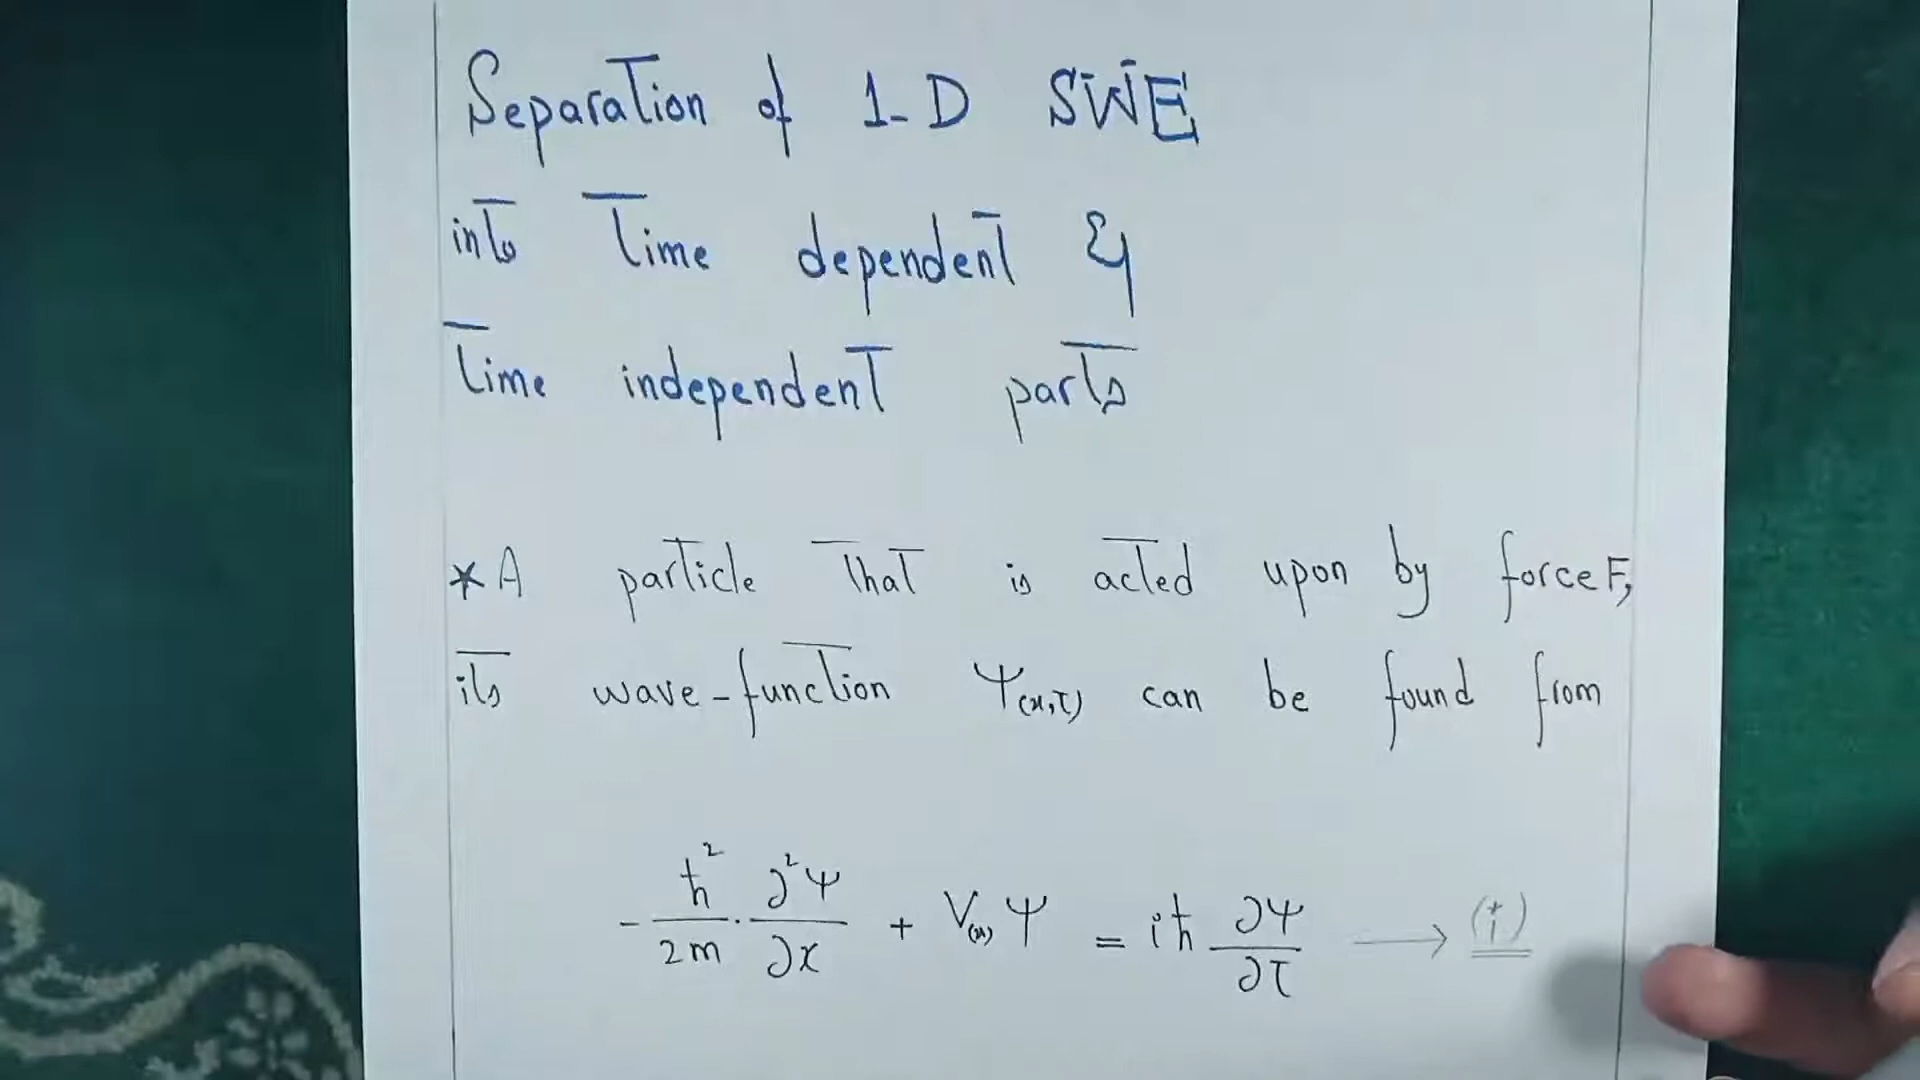 Separation of 1-D SWE
into Time dependent &
Time independent parts
* A particle that is acted upon by force F,
its wave-function Ψ(x,t) can be found from
- ħ²/2m · ∂²Ψ/∂x + V(x) Ψ = iħ ∂Ψ/∂t → (i)